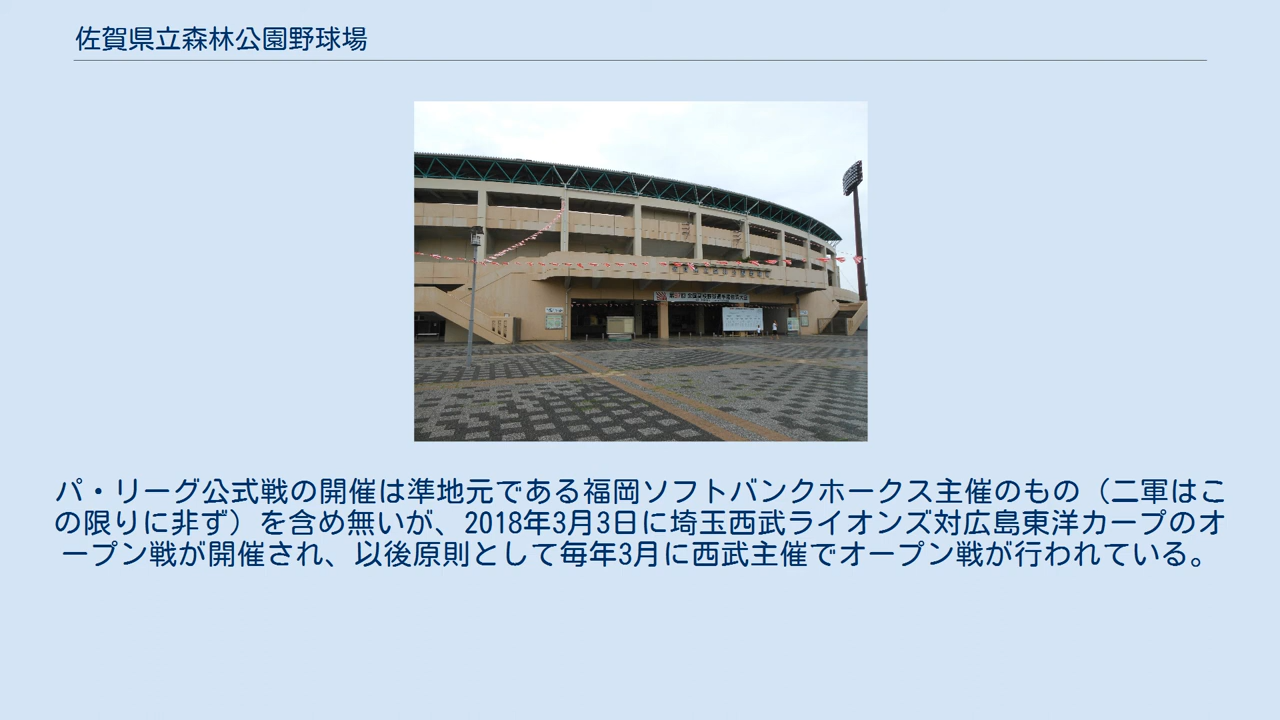 佐賀県立森林公園野球場
パ・リーグ公式戦の開催は準地元である福岡ソフトバンクホークス主催のもの（二軍はこ
の限りに非ず）を含め無いが、2018年3月3日に埼玉西武ライオンズ対広島東洋カープのオ
ープン戦が開催され、以後原則として毎年3月に西武主催でオープン戦が行われている。